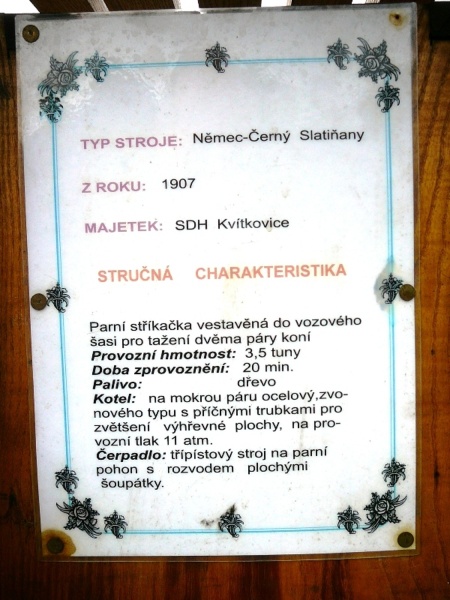 TYP STROJE: Němec-Černý Slatiňany
Z ROKU: 1907
MAJETEK: SDH Kvítkovice
STRUČNÁ CHARAKTERISTIKA
Parní stříkačka vestavěná do vozového
šasi pro tažení dvěma páry koní
Provozní hmotnost: 3,5 tuny
Doba zprovoznění: 20 min.
Palivo: dřevo
Kotel: na mokrou páru ocelový,zvo-
nového typu s příčnými trubkami pro
zvětšení výhřevné plochy, na pro-
vozní tlak 11 atm.
Čerpadlo: třípístový stroj na parní
pohon s rozvodem plochými
šoupátky.